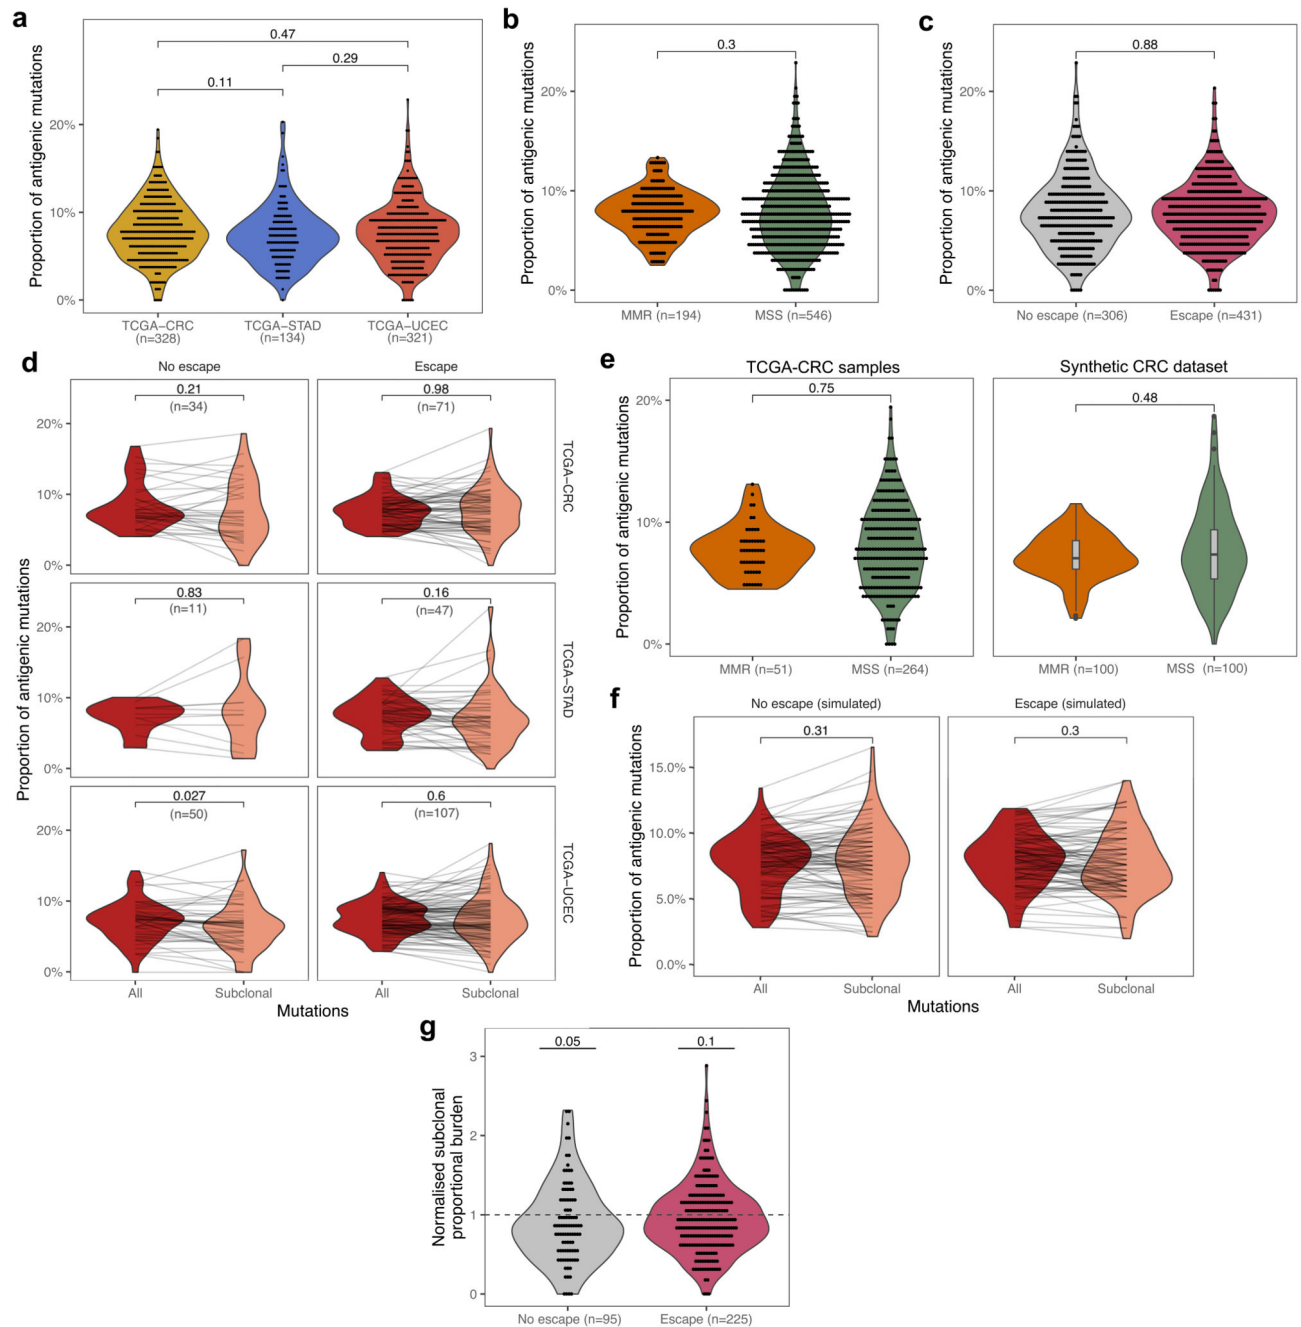 a
Proportion of antigenic mutations
0.47
0.29
0.11
20%
10%
0%
TCGA−CRC
(n=328)
TCGA−STAD
(n=134)
TCGA−UCEC
(n=321)
b
Proportion of antigenic mutations
0.3
20%
10%
0%
MMR (n=194)
MSS (n=546)
c
Proportion of antigenic mutations
0.88
20%
10%
0%
No escape (n=306)
Escape (n=431)
d
Proportion of antigenic mutations
No escape
Escape
0.21
(n=34)
0.98
(n=71)
20%
10%
0%
TCGA−CRC
0.83
(n=11)
0.16
(n=47)
20%
10%
0%
TCGA−STAD
0.027
(n=50)
0.6
(n=107)
20%
10%
0%
TCGA−UCEC
All
Subclonal
All
Subclonal
Mutations
e
Proportion of antigenic mutations
TCGA-CRC samples
0.75
20%
10%
0%
MMR (n=51)
MSS (n=264)
Synthetic CRC dataset
0.48
MMR (n=100)
MSS (n=100)
f
Proportion of antigenic mutations
No escape (simulated)
Escape (simulated)
0.31
0.3
15.0%
10.0%
5.0%
0.0%
All
Subclonal
All
Subclonal
Mutations
g
Normalised subclonal
proportional burden
0.05
0.1
3
2
1
0
No escape (n=95)
Escape (n=225)